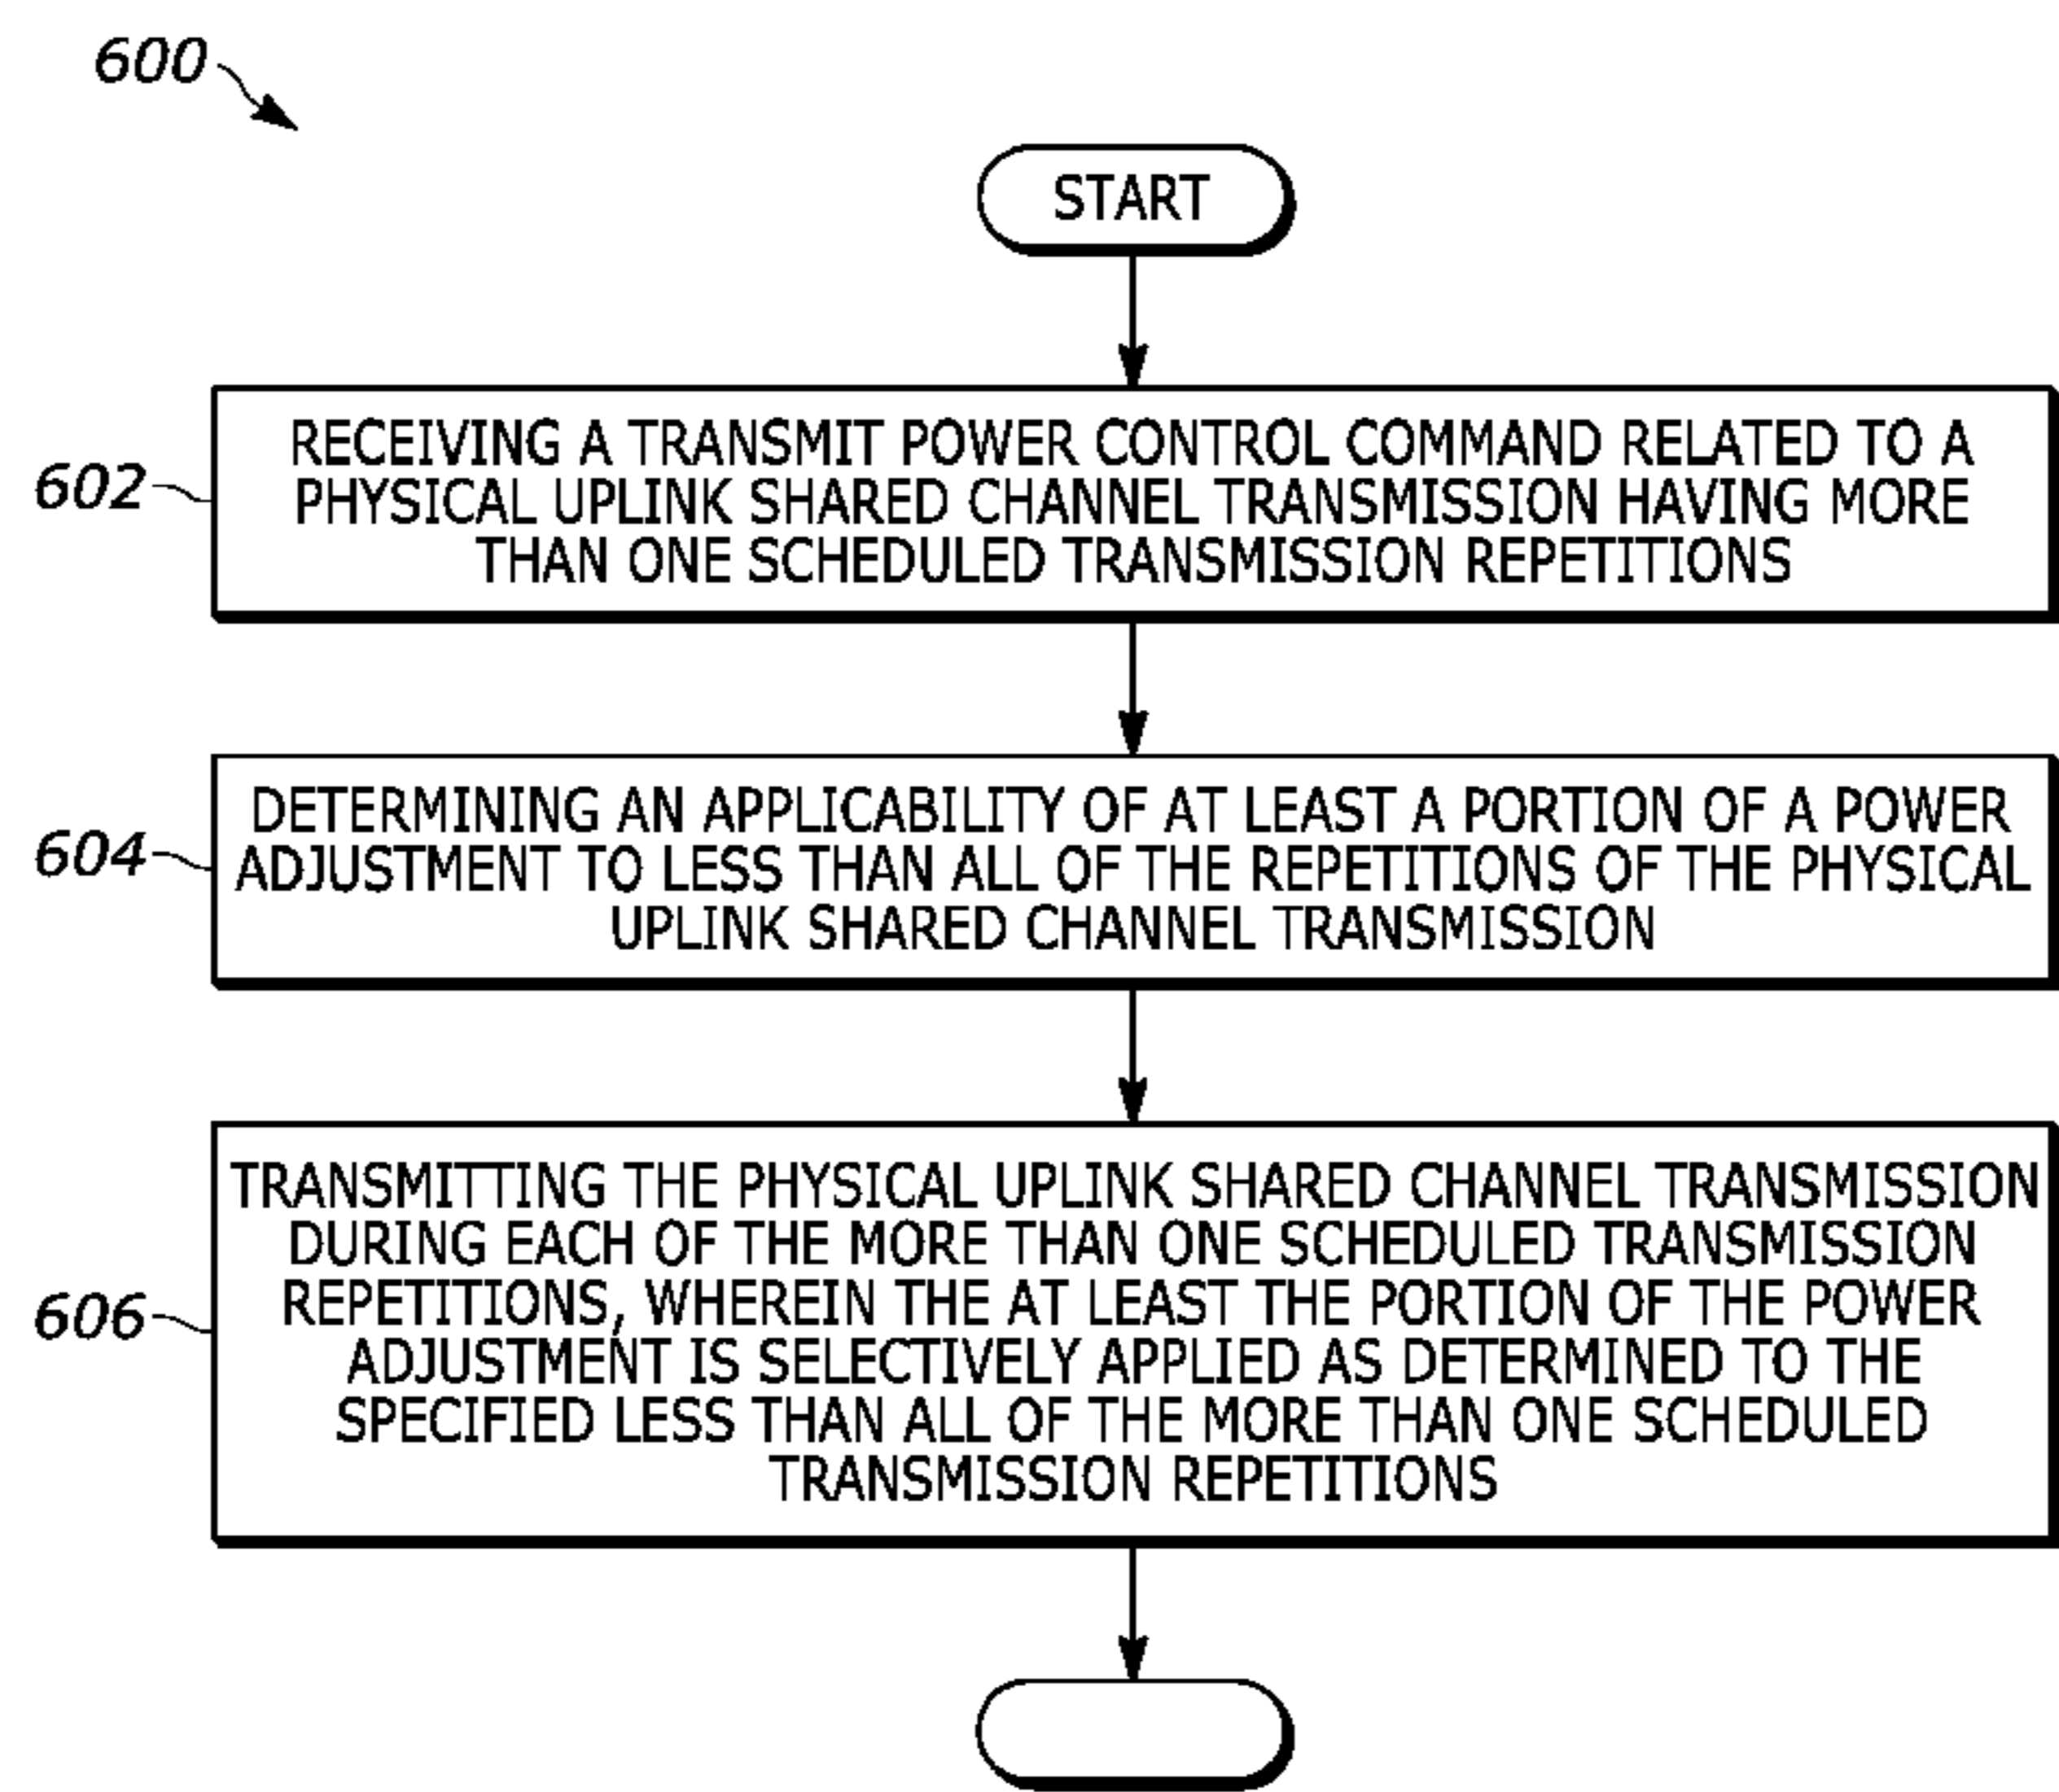 600
START
602
RECEIVING A TRANSMIT POWER CONTROL COMMAND RELATED TO A
PHYSICAL UPLINK SHARED CHANNEL TRANSMISSION HAVING MORE
THAN ONE SCHEDULED TRANSMISSION REPETITIONS
604
DETERMINING AN APPLICABILITY OF AT LEAST A PORTION OF A POWER
ADJUSTMENT TO LESS THAN ALL OF THE REPETITIONS OF THE PHYSICAL
UPLINK SHARED CHANNEL TRANSMISSION
606
TRANSMITTING THE PHYSICAL UPLINK SHARED CHANNEL TRANSMISSION
DURING EACH OF THE MORE THAN ONE SCHEDULED TRANSMISSION
REPETITIONS, WHEREIN THE AT LEAST THE PORTION OF THE POWER
ADJUSTMENT IS SELECTIVELY APPLIED AS DETERMINED TO THE
SPECIFIED LESS THAN ALL OF THE MORE THAN ONE SCHEDULED
TRANSMISSION REPETITIONS